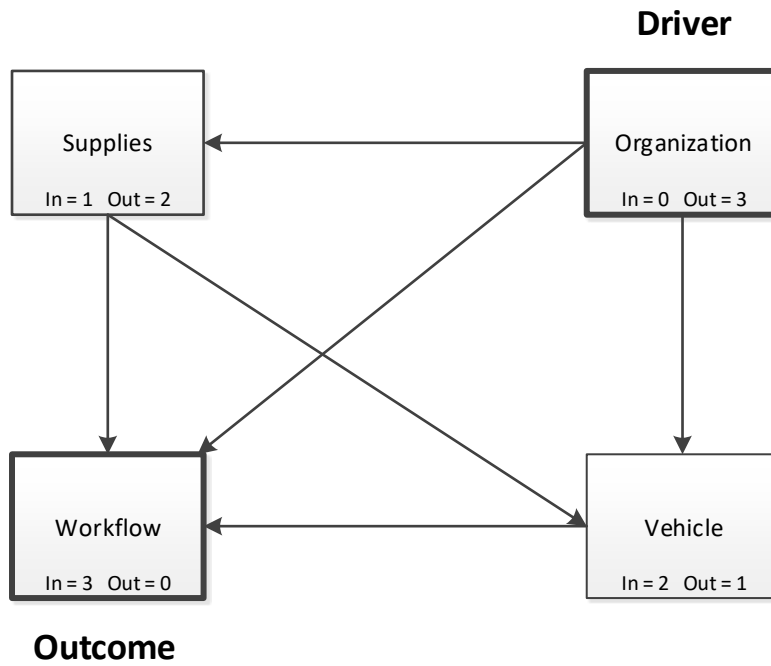 Driver
Supplies
In = 1 Out = 2
Organization
In = 0 Out = 3
Workflow
In = 3 Out = 0
Vehicle
In = 2 Out = 1
Outcome